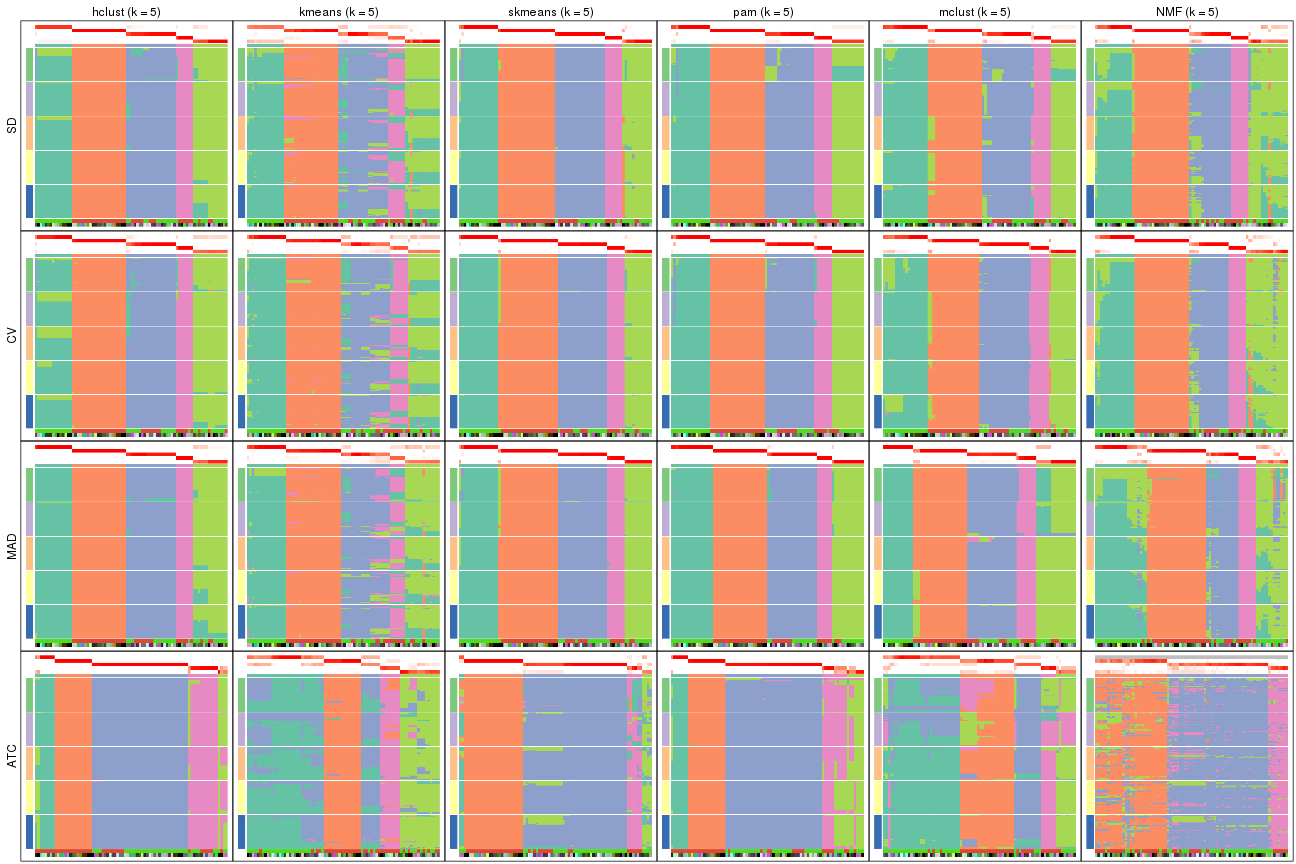 hclust (k = 5) kmeans (k = 5) skmeans (k = 5) pam (k = 5) mclust (k = 5) NMF (k = 5)
SD
CV
MAD
ATC